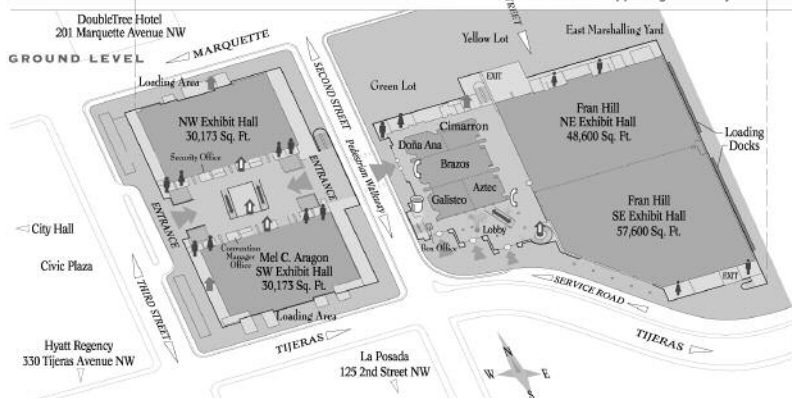 DoubleTree Hotel
201 Marquette Avenue NW
GROUND LEVEL
MARQUETTE
Loading Area
NW Exhibit Hall
30,173 Sq. Ft.
Security Office
ENTRANCE
ENTRANCE
SECOND STREET
Pedestrian Walkway
Convention
Manager
Office
Mel C. Aragon
SW Exhibit Hall
30,173 Sq. Ft.
Loading Area
City Hall
Civic Plaza
THIRD STREET
TIJERAS
Hyatt Regency
330 Tijeras Avenue NW
La Posada
125 2nd Street NW
STREET
Yellow Lot
East Marshalling Yard
Green Lot
EXIT
Cimarron
Doña Ana
Brazos
Aztec
Galisteo
Lobby
Box Office
Fran Hill
NE Exhibit Hall
48,600 Sq. Ft.
Loading
Docks
Fran Hill
SE Exhibit Hall
57,600 Sq. Ft.
EXIT
SERVICE ROAD
TIJERAS
N
W
E
S